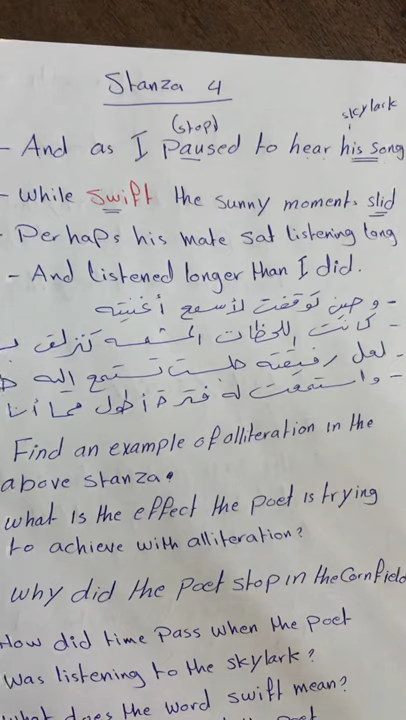 Stanza 4
(stop)
skylark
- And as I Paused to hear his song
- While swift the sunny moments slid
- Perhaps his mate sat listening long
- And listened longer than I did.
- وحين توقفت لأسمع أغنيته
- كانت اللحظات المشمسة تنزلق
- لعل رفيقته جلست تستمع اليه
- واستمعت له فترة أطول مما أنا
Find an example of alliteration in the
above stanza?
what is the effect the poet is trying
to achieve with alliteration?
why did the poet stop in the Cornfield
How did time pass when the poet
was listening to the skylark?
What does the word swift mean?